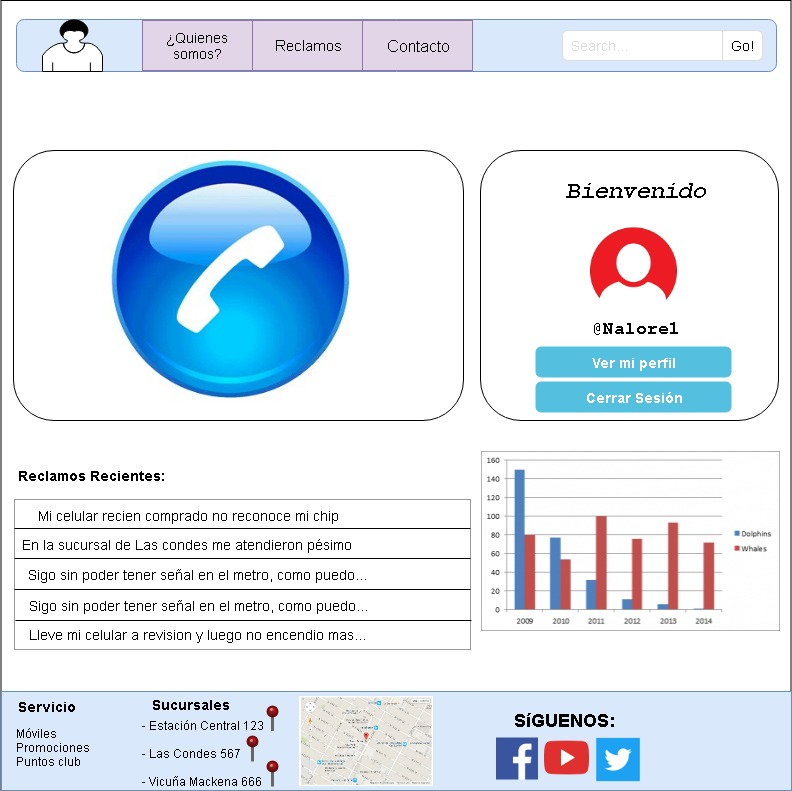 ¿Quienes
somos?
Reclamos
Contacto
Search...
Go!
Bienvenido
@Nalore1
Ver mi perfil
Cerrar Sesión
Reclamos Recientes:
Mi celular recien comprado no reconoce mi chip
En la sucursal de Las condes me atendieron pésimo
Sigo sin poder tener señal en el metro, como puedo...
Sigo sin poder tener señal en el metro, como puedo...
Lleve mi celular a revision y luego no encendio mas...
160
140
120
100
80
60
40
20
0
2009 2010 2011 2012 2013 2014
Dolphins
Whales
Servicio
Móviles
Promociones
Puntos club
Sucursales
- Estación Central 123
- Las Condes 567
- Vicuña Mackena 666
SíGUENOS: